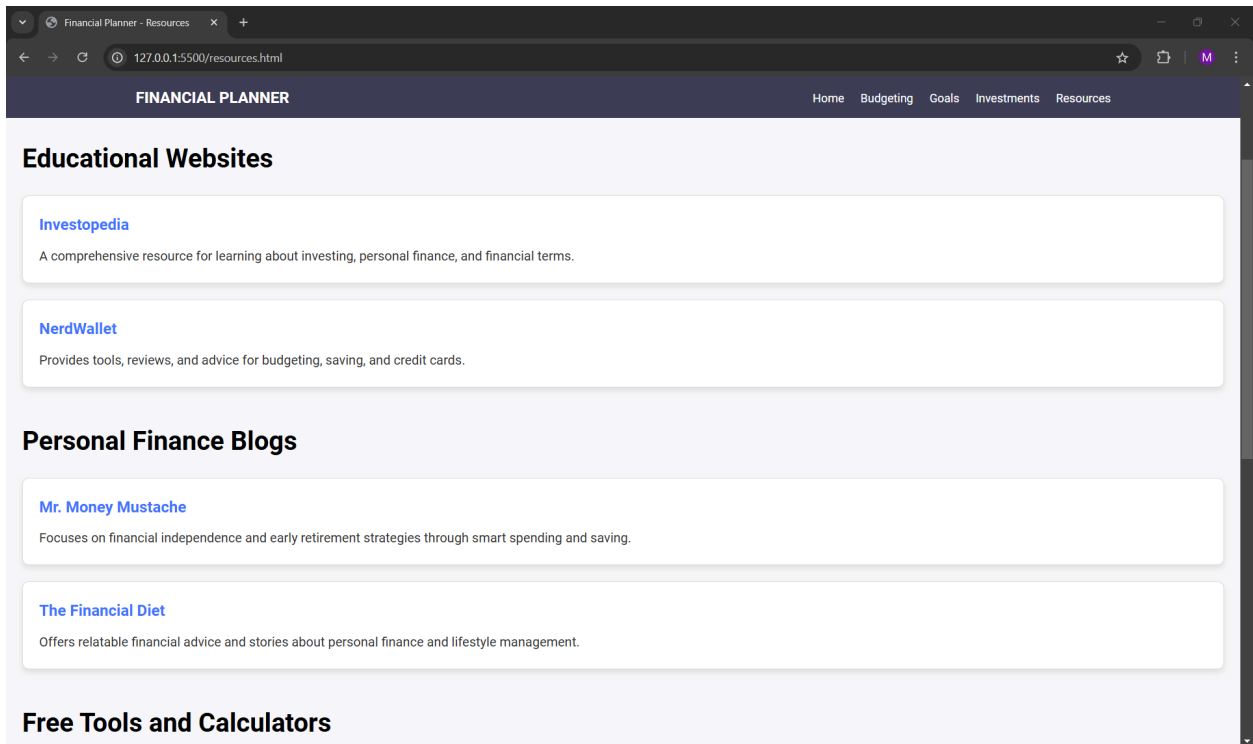 Financial Planner - Resources
127.0.0.1:5500/resources.html
M
FINANCIAL PLANNER
Home Budgeting Goals Investments Resources
Educational Websites
Investopedia
A comprehensive resource for learning about investing, personal finance, and financial terms.
NerdWallet
Provides tools, reviews, and advice for budgeting, saving, and credit cards.
Personal Finance Blogs
Mr. Money Mustache
Focuses on financial independence and early retirement strategies through smart spending and saving.
The Financial Diet
Offers relatable financial advice and stories about personal finance and lifestyle management.
Free Tools and Calculators